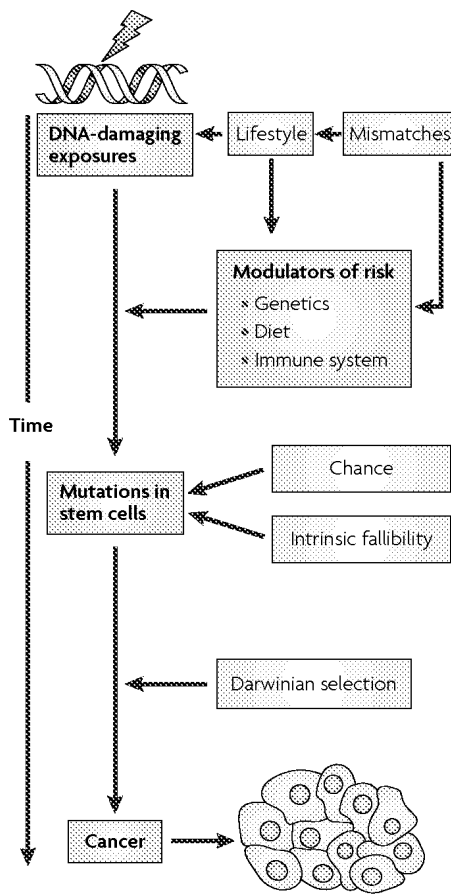 DNA-damaging
exposures
Lifestyle
Mismatches
Modulators of risk
Genetics
Diet
Immune system
Time
Mutations in
stem cells
Chance
Intrinsic fallibility
Darwinian selection
Cancer